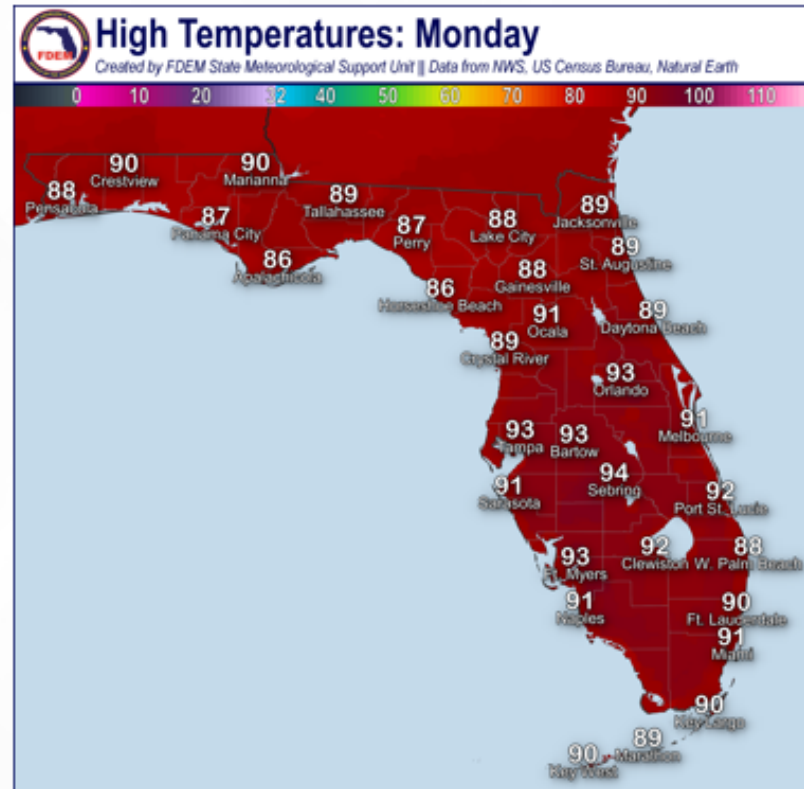 FDEM
High Temperatures: Monday
Created by FDEM State Meteorological Support Unit || Data from NWS, US Census Bureau, Natural Earth
0 10 20 32 40 50 60 70 80 90 100 110
90
Crestview
90
Marianna
88
Pensacola
89
Tallahassee
87
Panama City
87
Perry
88
Lake City
89
Jacksonville
86
Apalachicola
88
Gainesville
89
St. Augustine
86
Horseshoe Beach
91
Ocala
89
Daytona Beach
89
Crystal River
93
Orlando
93
Tampa
93
Bartow
91
Melbourne
94
Sebring
91
Sarasota
92
Port St. Lucie
93
Ft. Myers
92
Clewiston
88
W. Palm Beach
91
Naples
90
Ft. Lauderdale
91
Miami
90
Key Largo
89
Marathon
90
Key West